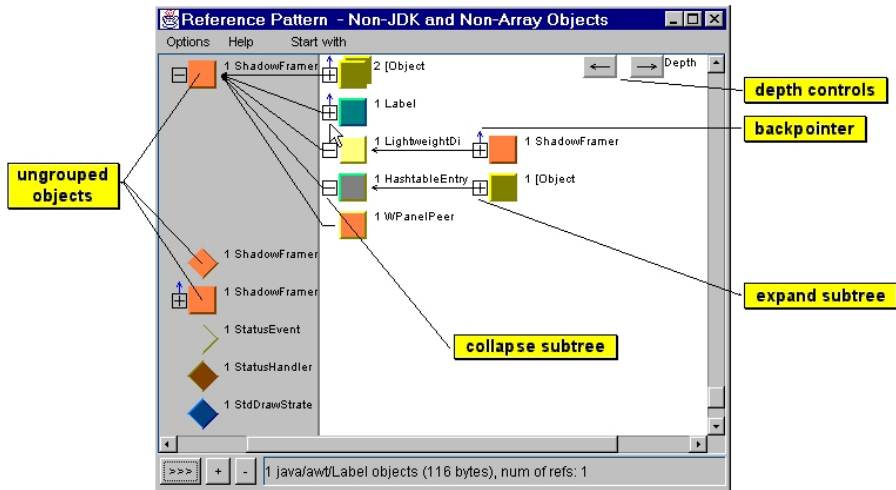 Reference Pattern - Non-JDK and Non-Array Objects
Options Help Start with
1 ShadowFramer
2 [Object
Depth
1 Label
1 LightweightDi
1 ShadowFramer
1 HashtableEntry
1 [Object
1 WPanelPeer
1 ShadowFramer
1 ShadowFramer
1 StatusEvent
1 StatusHandler
1 StdDrawStrate
ungrouped
objects
depth controls
backpointer
expand subtree
collapse subtree
>>> + - 1 java/awt/Label objects (116 bytes), num of refs: 1